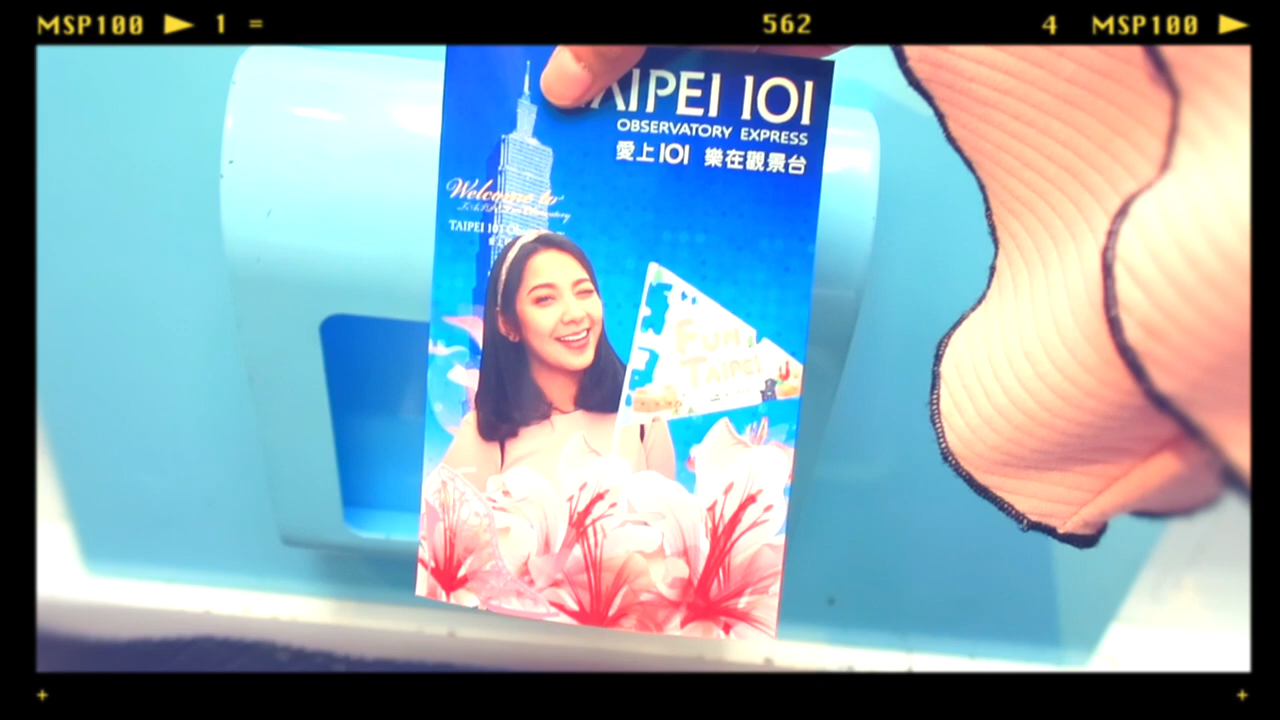 MSP100 ▶ 1 = 562 4 MSP100 ▶
TAIPEI 101
OBSERVATORY EXPRESS
愛上101 樂在觀景台
Welcome to
TAIPEI 101
FUN
TAIPEI